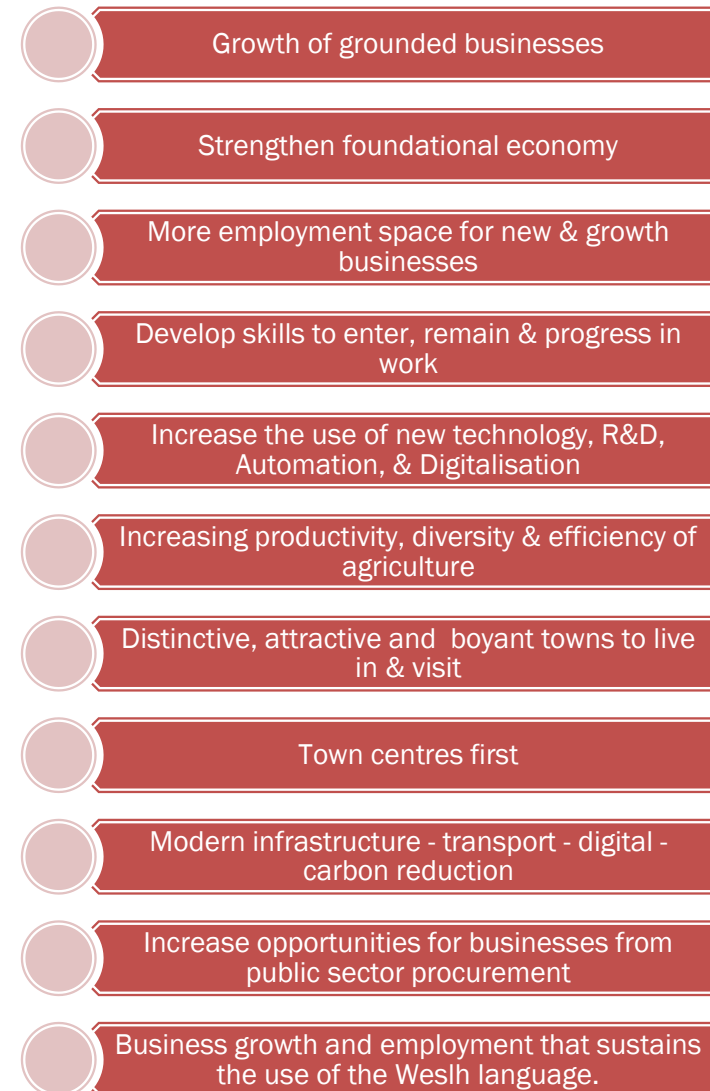 Growth of grounded businesses
Strengthen foundational economy
More employment space for new & growth
businesses
Develop skills to enter, remain & progress in
work
Increase the use of new technology, R&D,
Automation, & Digitalisation
Increasing productivity, diversity & efficiency of
agriculture
Distinctive, attractive and  boyant towns to live
in & visit
Town centres first
Modern infrastructure - transport - digital -
carbon reduction
Increase opportunities for businesses from
public sector procurement
Business growth and employment that sustains
the use of the Weslh language.